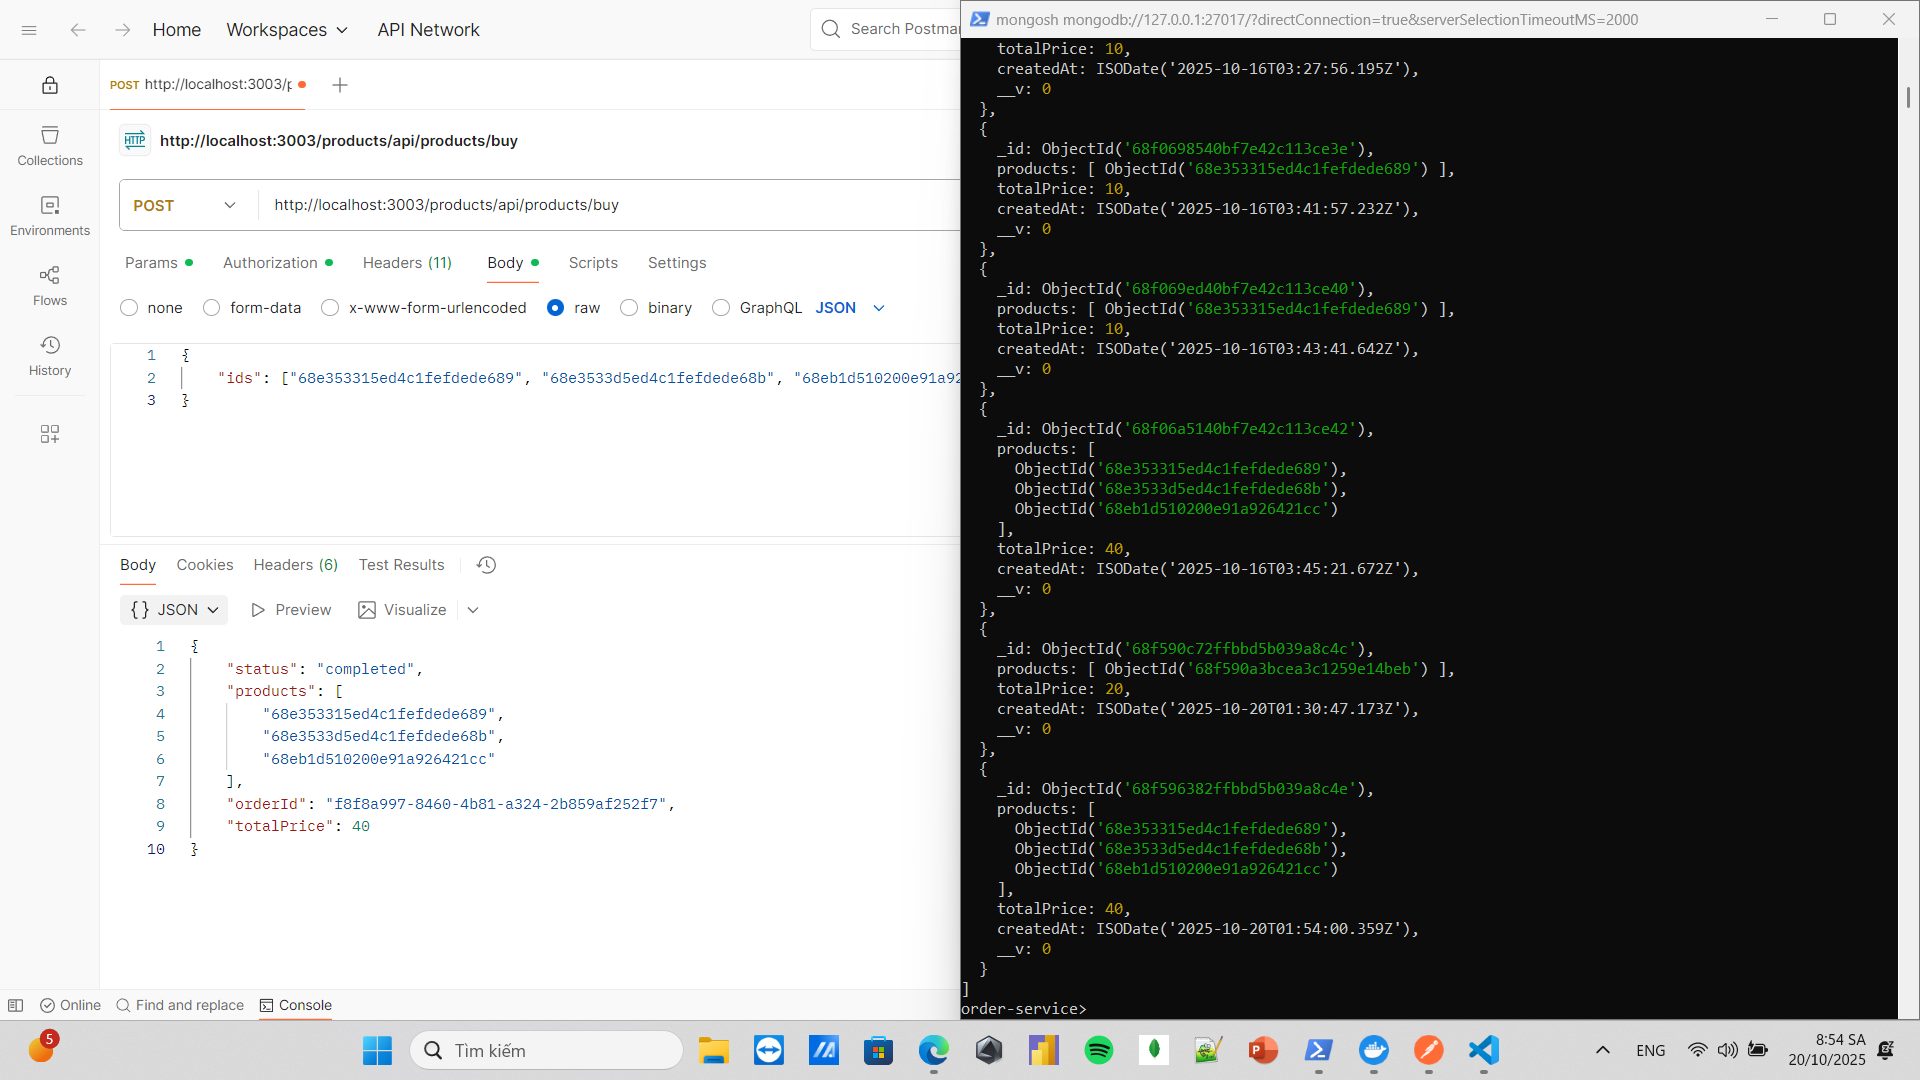 Home
Workspaces
API Network
Search Postma
POST http://localhost:3003/p
Collections
Environments
Flows
History
HTTP
http://localhost:3003/products/api/products/buy
POST
http://localhost:3003/products/api/products/buy
Params
Authorization
Headers (11)
Body
Scripts
Settings
none
form-data
x-www-form-urlencoded
raw
binary
GraphQL
JSON
1 {
2 "ids": ["68e353315ed4c1fefdede689", "68e3533d5ed4c1fefdede68b", "68eb1d510200e91a92
3 }
Body
Cookies
Headers (6)
Test Results
{} JSON
Preview
Visualize
1 {
2 "status": "completed",
3 "products": [
4 "68e353315ed4c1fefdede689",
5 "68e3533d5ed4c1fefdede68b",
6 "68eb1d510200e91a926421cc"
7 ],
8 "orderId": "f8f8a997-8460-4b81-a324-2b859af252f7",
9 "totalPrice": 40
10 }
Online
Find and replace
Console
mongosh mongodb://127.0.0.1:27017/?directConnection=true&serverSelectionTimeoutMS=2000
totalPrice: 10,
createdAt: ISODate('2025-10-16T03:27:56.195Z'),
__v: 0
},
{
_id: ObjectId('68f0698540bf7e42c113ce3e'),
products: [ ObjectId('68e353315ed4c1fefdede689') ],
totalPrice: 10,
createdAt: ISODate('2025-10-16T03:41:57.232Z'),
__v: 0
},
{
_id: ObjectId('68f069ed40bf7e42c113ce40'),
products: [ ObjectId('68e353315ed4c1fefdede689') ],
totalPrice: 10,
createdAt: ISODate('2025-10-16T03:43:41.642Z'),
__v: 0
},
{
_id: ObjectId('68f06a5140bf7e42c113ce42'),
products: [
ObjectId('68e353315ed4c1fefdede689'),
ObjectId('68e3533d5ed4c1fefdede68b'),
ObjectId('68eb1d510200e91a926421cc')
],
totalPrice: 40,
createdAt: ISODate('2025-10-16T03:45:21.672Z'),
__v: 0
},
{
_id: ObjectId('68f590c72ffbbd5b039a8c4c'),
products: [ ObjectId('68f590a3bcea3c1259e14beb') ],
totalPrice: 20,
createdAt: ISODate('2025-10-20T01:30:47.173Z'),
__v: 0
},
{
_id: ObjectId('68f596382ffbbd5b039a8c4e'),
products: [
ObjectId('68e353315ed4c1fefdede689'),
ObjectId('68e3533d5ed4c1fefdede68b'),
ObjectId('68eb1d510200e91a926421cc')
],
totalPrice: 40,
createdAt: ISODate('2025-10-20T01:54:00.359Z'),
__v: 0
}
]
order-service>
5
Tìm kiếm
ENG
8:54 SA
20/10/2025